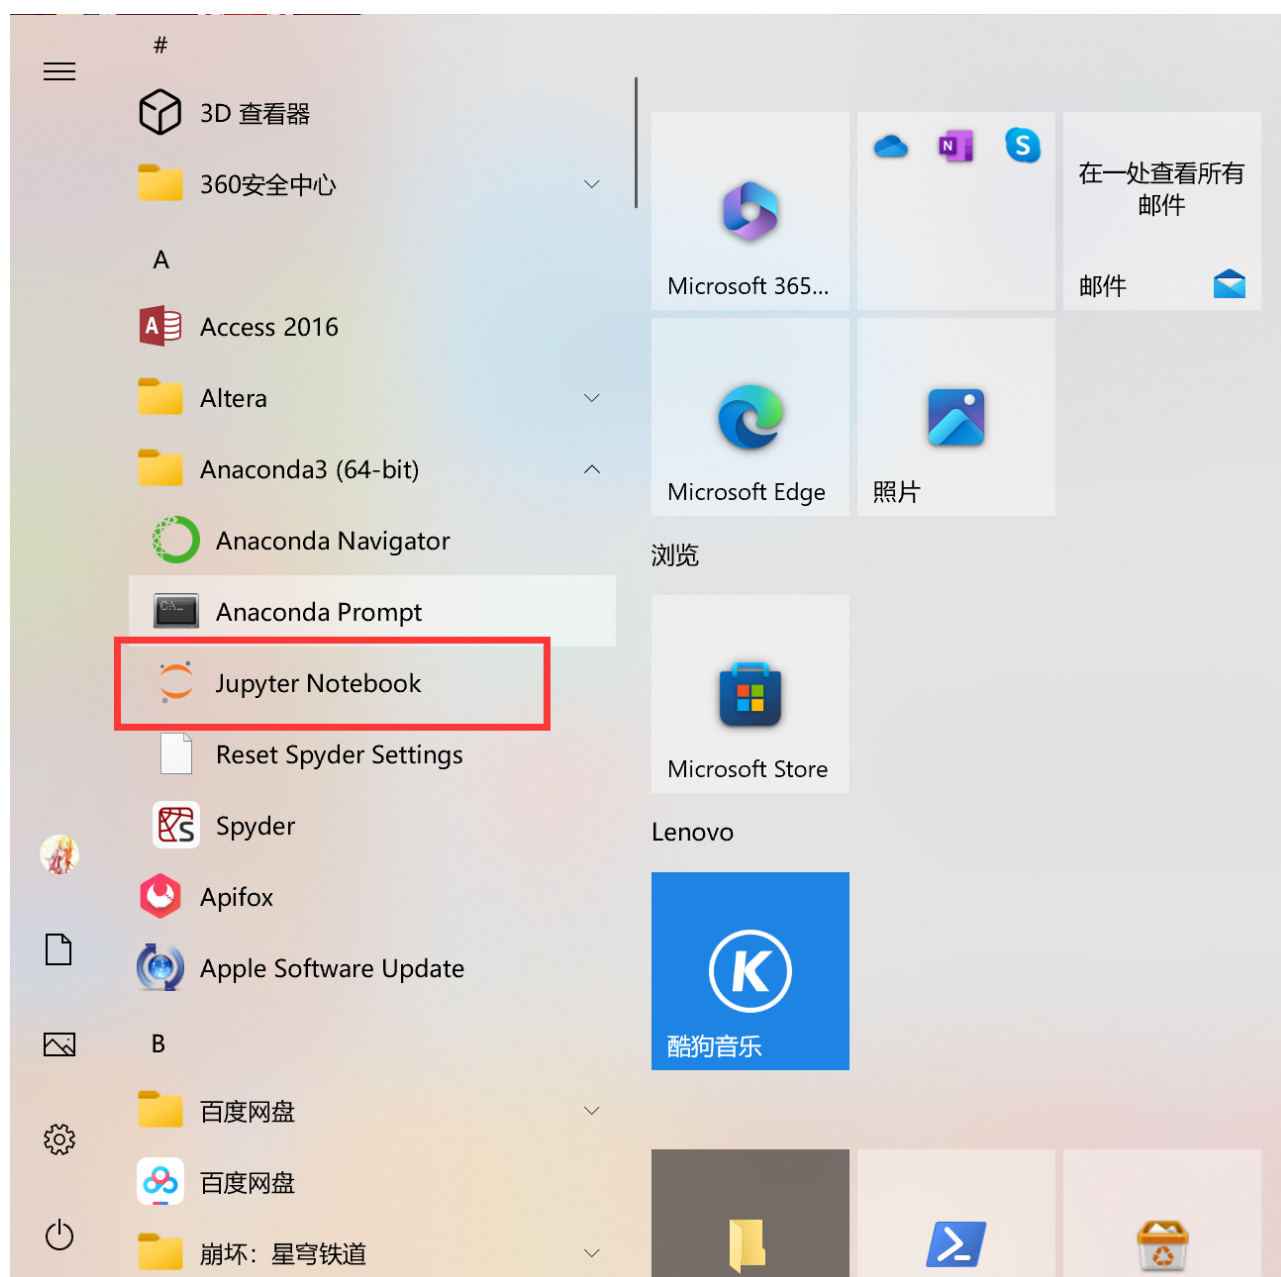 #
3D 查看器
360安全中心
A
Access 2016
Altera
Anaconda3 (64-bit)
Anaconda Navigator
Anaconda Prompt
Jupyter Notebook
Reset Spyder Settings
Spyder
Apifox
Apple Software Update
B
百度网盘
百度网盘
崩坏：星穹铁道
Microsoft 365...
在一处查看所有
邮件
邮件
Microsoft Edge
照片
浏览
Microsoft Store
Lenovo
酷狗音乐